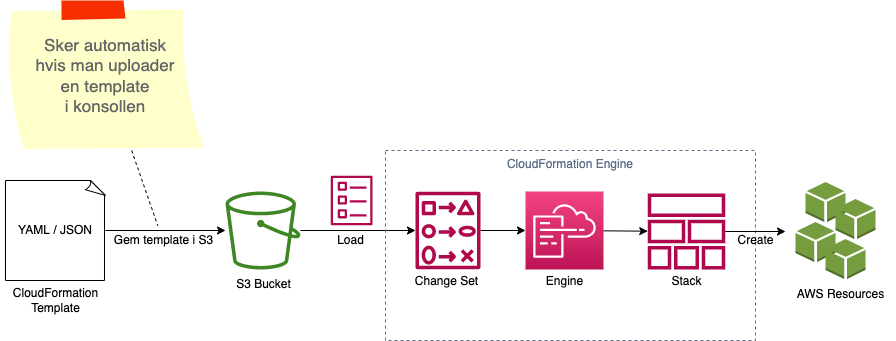 Sker automatisk
hvis man uploader
en template
i konsollen
CloudFormation Engine
YAML / JSON
Gem template i S3
Load
Create
CloudFormation
Template
S3 Bucket
Change Set
Engine
Stack
AWS Resources